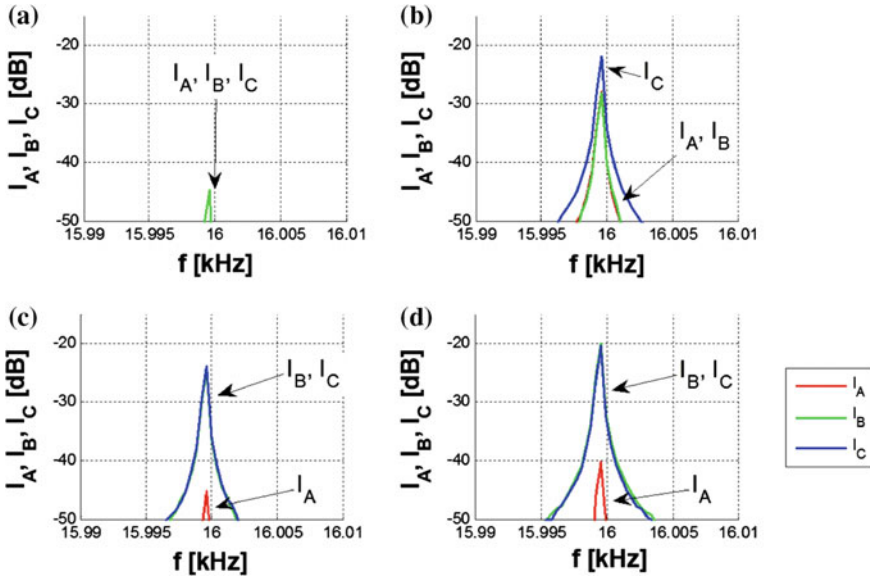 (a)
I_A, I_B, I_C [dB]
-20
-30
-40
-50
I_A, I_B, I_C
15.99 15.995 16 16.005 16.01
f [kHz]
(b)
I_A, I_B, I_C [dB]
-20
-30
-40
-50
I_C
I_A, I_B
15.99 15.995 16 16.005 16.01
f [kHz]
(c)
I_A, I_B, I_C [dB]
-20
-30
-40
-50
I_B, I_C
I_A
15.99 15.995 16 16.005 16.01
f [kHz]
(d)
I_A, I_B, I_C [dB]
-20
-30
-40
-50
I_B, I_C
I_A
15.99 15.995 16 16.005 16.01
f [kHz]
I_A
I_B
I_C